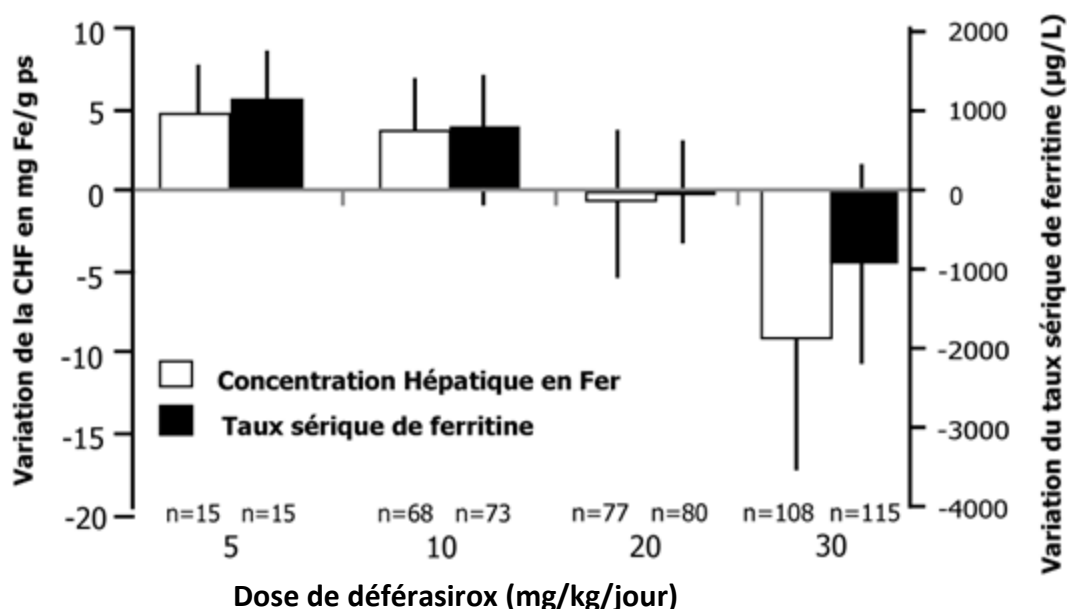 Variation de la CHF en mg Fe/g ps
10
5
0
-5
-10
-15
-20
2000
1000
0
-1000
-2000
-3000
-4000
Variation du taux sérique de ferritine (µg/L)
Concentration Hépatique en Fer
Taux sérique de ferritine
n=15 n=15 n=68 n=73 n=77 n=80 n=108 n=115
5 10 20 30
Dose de déférasirox (mg/kg/jour)